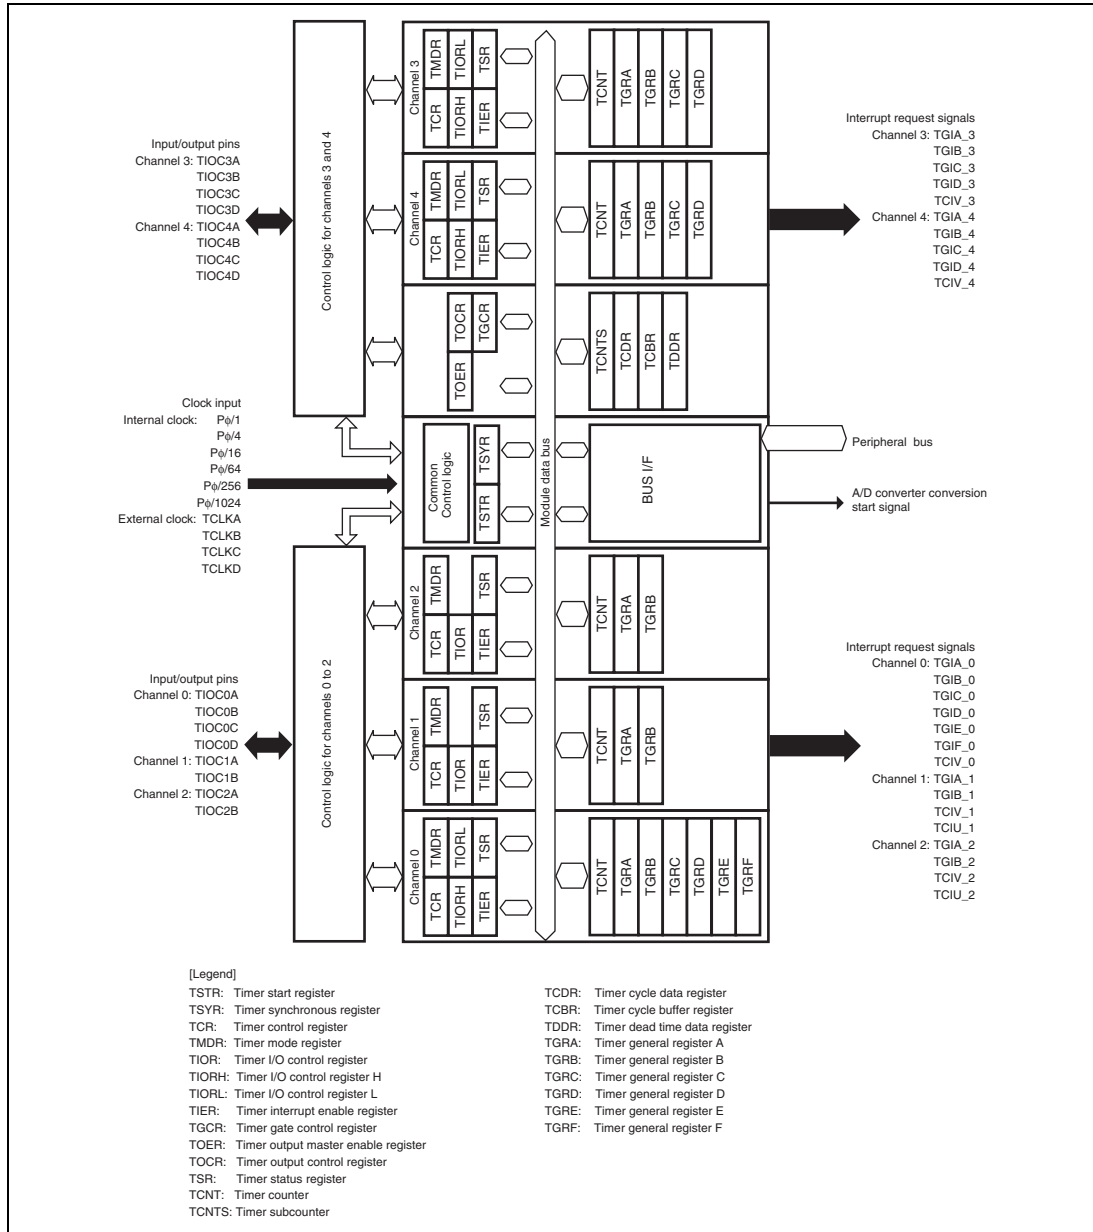 Input/output pins
Channel 3: TIOC3A
TIOC3B
TIOC3C
TIOC3D
Channel 4: TIOC4A
TIOC4B
TIOC4C
TIOC4D
Clock input
Internal clock: Pϕ/1
Pϕ/4
Pϕ/16
Pϕ/64
Pϕ/256
Pϕ/1024
External clock: TCLKA
TCLKB
TCLKC
TCLKD
Input/output pins
Channel 0: TIOC0A
TIOC0B
TIOC0C
TIOC0D
Channel 1: TIOC1A
TIOC1B
Channel 2: TIOC2A
TIOC2B
Control logic for channels 3 and 4
Control logic for channels 0 to 2
Channel 3
TMDR
TIORL
TSR
TCR
TIORH
TIER
TCNT
TGRA
TGRB
TGRC
TGRD
Channel 4
TMDR
TIORL
TSR
TCR
TIORH
TIER
TCNT
TGRA
TGRB
TGRC
TGRD
TOCR
TGCR
TOER
TCNTS
TCDR
TCBR
TDDR
Common
Control logic
TSYR
TSTR
Module data bus
BUS I/F
Channel 2
TMDR
TSR
TCR
TIOR
TIER
TCNT
TGRA
TGRB
Channel 1
TMDR
TSR
TCR
TIOR
TIER
TCNT
TGRA
TGRB
Channel 0
TMDR
TIORL
TSR
TCR
TIORH
TIER
TCNT
TGRA
TGRB
TGRC
TGRD
TGRE
TGRF
Interrupt request signals
Channel 3: TGIA_3
TGIB_3
TGIC_3
TGID_3
TCIV_3
Channel 4: TGIA_4
TGIB_4
TGIC_4
TGID_4
TCIV_4
Peripheral bus
A/D converter conversion
start signal
Interrupt request signals
Channel 0: TGIA_0
TGIB_0
TGIC_0
TGID_0
TGIE_0
TGIF_0
TCIV_0
Channel 1: TGIA_1
TGIB_1
TCIV_1
TCIU_1
Channel 2: TGIA_2
TGIB_2
TCIV_2
TCIU_2
[Legend]
TSTR: Timer start register
TSYR: Timer synchronous register
TCR: Timer control register
TMDR: Timer mode register
TIOR: Timer I/O control register
TIORH: Timer I/O control register H
TIORL: Timer I/O control register L
TIER: Timer interrupt enable register
TGCR: Timer gate control register
TOER: Timer output master enable register
TOCR: Timer output control register
TSR: Timer status register
TCNT: Timer counter
TCNTS: Timer subcounter
TCDR: Timer cycle data register
TCBR: Timer cycle buffer register
TDDR: Timer dead time data register
TGRA: Timer general register A
TGRB: Timer general register B
TGRC: Timer general register C
TGRD: Timer general register D
TGRE: Timer general register E
TGRF: Timer general register F